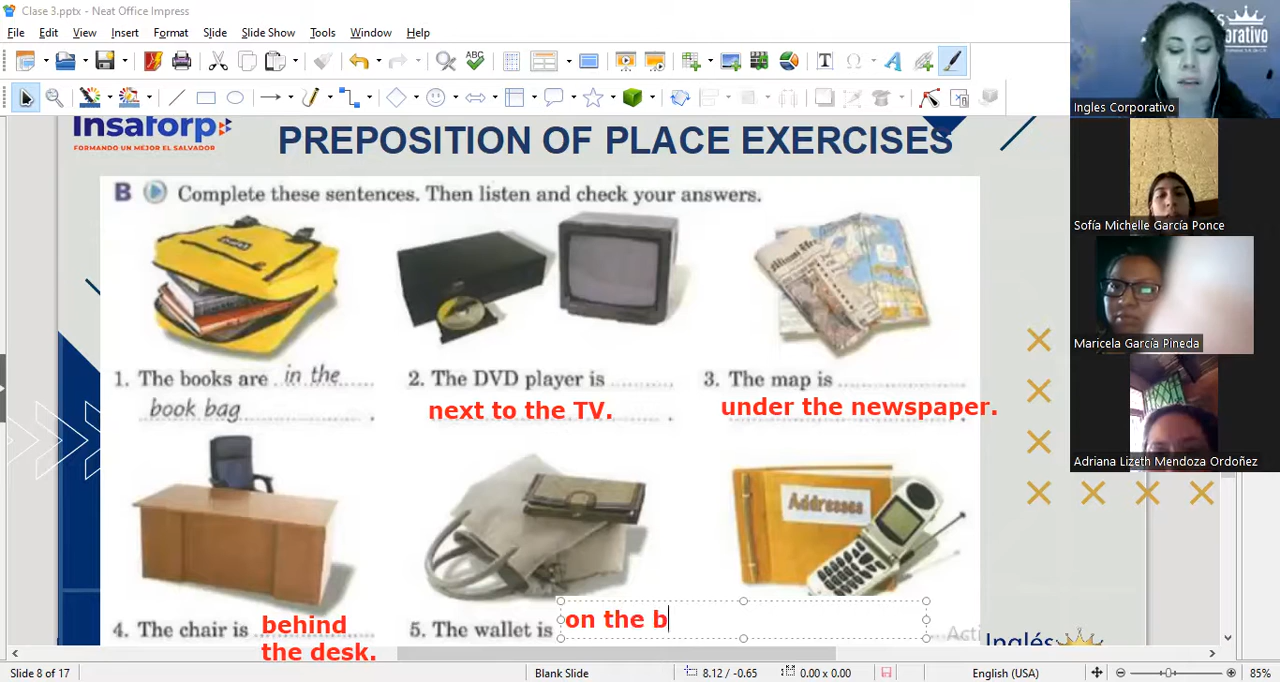 Clase 3.pptx - Neat Office Impress
File Edit View Insert Format Slide Slide Show Tools Window Help
Insaforp
FORMANDO UN MEJOR EL SALVADOR
PREPOSITION OF PLACE EXERCISES
B Complete these sentences. Then listen and check your answers.
1. The books are in the
book bag.
2. The DVD player is
next to the TV.
3. The map is
under the newspaper.
Addresses
4. The chair is behind
the desk.
5. The wallet is on the b
Acti
Inglés
Ingles Corporativo
Sofía Michelle García Ponce
Maricela García Pineda
Adriana Lizeth Mendoza Ordoñez
Slide 8 of 17
Blank Slide
8.12 / -0.65
0.00 x 0.00
English (USA)
85%